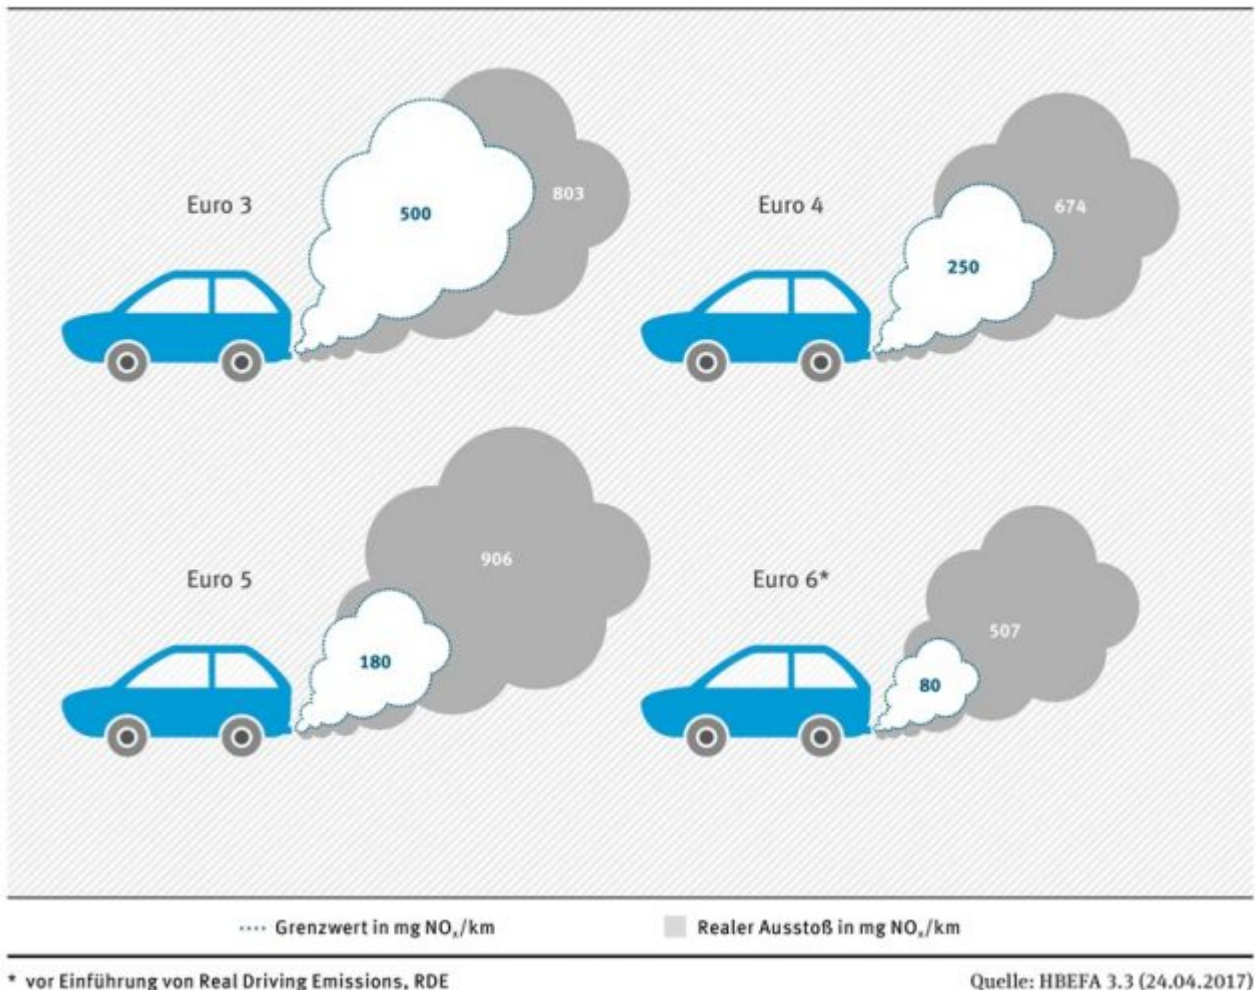 Euro 3
500
803
Euro 4
250
674
Euro 5
180
906
Euro 6*
80
507
Grenzwert in mg NOₓ/km
Realer Ausstoß in mg NOₓ/km
* vor Einführung von Real Driving Emissions, RDE
Quelle: HBEFA 3.3 (24.04.2017)